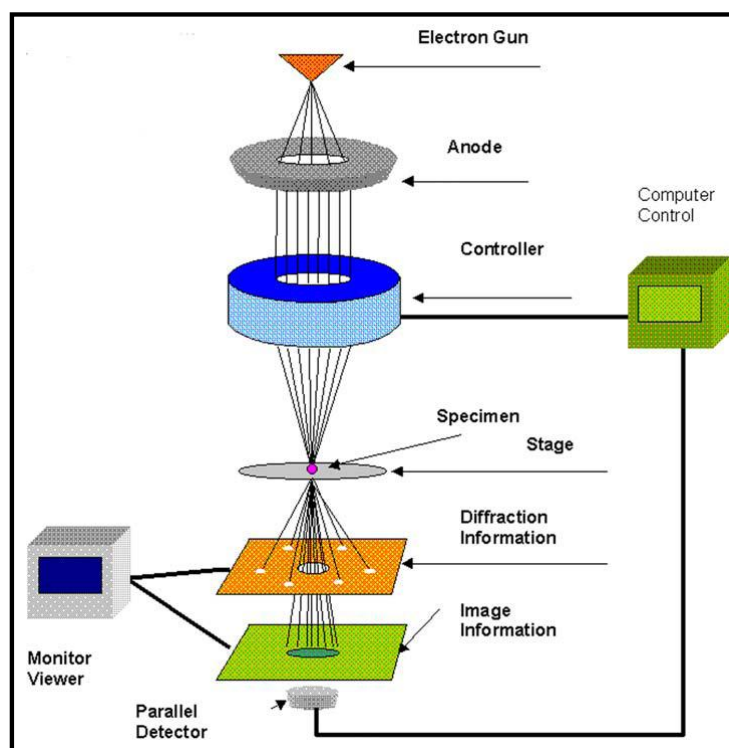 Electron Gun
Anode
Computer
Control
Controller
Specimen
Stage
Diffraction
Information
Image
Information
Monitor
Viewer
Parallel
Detector